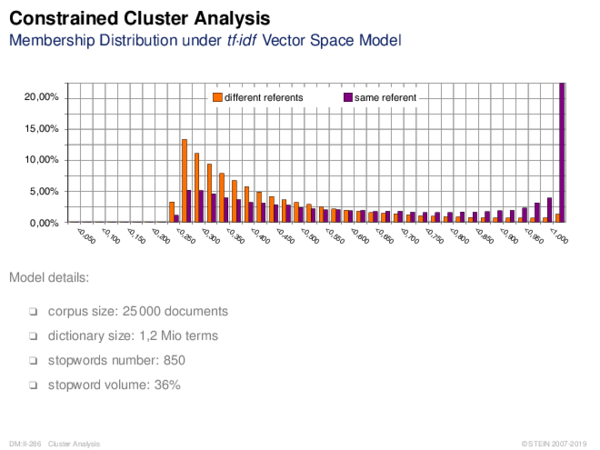 Constrained Cluster Analysis
Membership Distribution under tf·idf Vector Space Model
different referents
same referent
20,00%
15,00%
10,00%
5,00%
0,00%
<0,050 <0,100 <0,150 <0,200 <0,250 <0,300 <0,350 <0,400 <0,450 <0,500 <0,550 <0,600 <0,650 <0,700 <0,750 <0,800 <0,850 <0,900 <0,950 <1,000
Model details:
❑ corpus size: 25 000 documents
❑ dictionary size: 1,2 Mio terms
❑ stopwords number: 850
❑ stopword volume: 36%
DM:II-286 Cluster Analysis
© STEIN 2007-2019